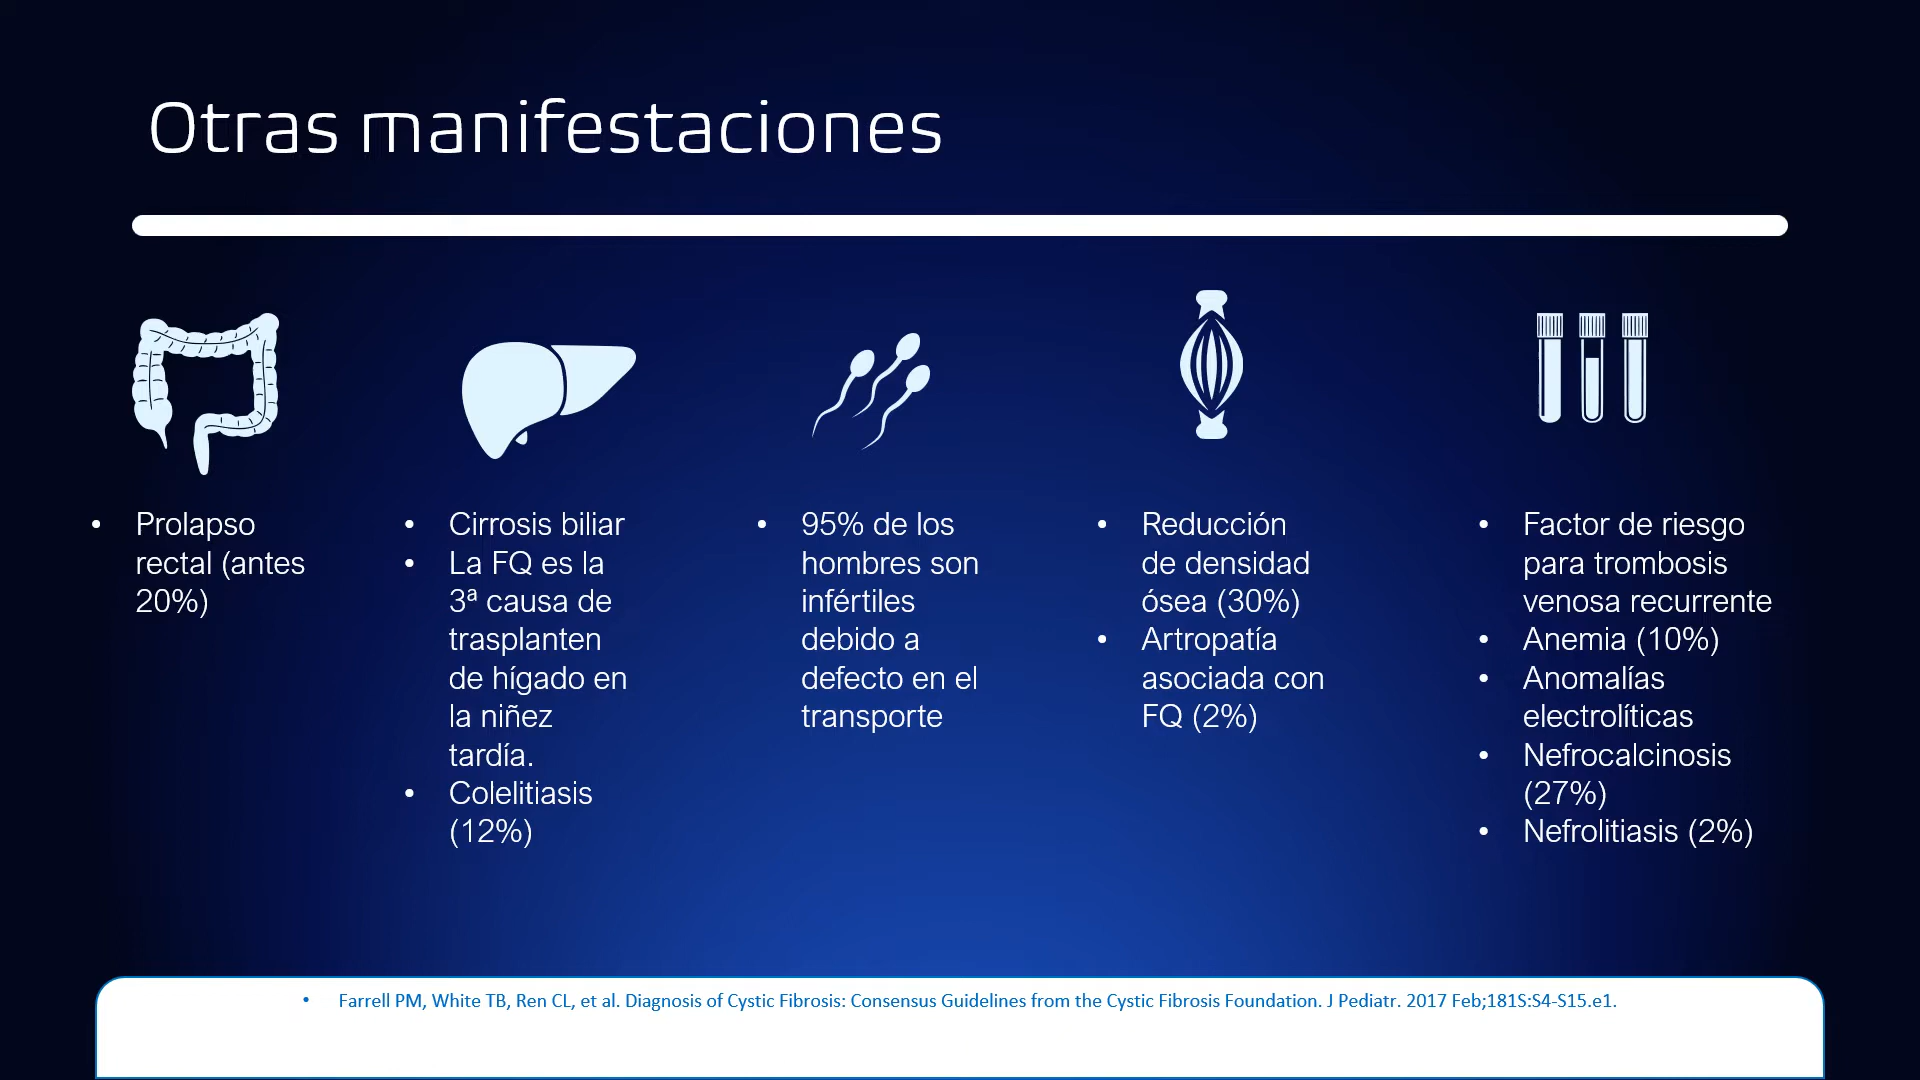 Otras manifestaciones
• Prolapso
rectal (antes
20%)
• Cirrosis biliar
• La FQ es la
3ª causa de
trasplanten
de hígado en
la niñez
tardía.
• Colelitiasis
(12%)
• 95% de los
hombres son
infértiles
debido a
defecto en el
transporte
• Reducción
de densidad
ósea (30%)
• Artropatía
asociada con
FQ (2%)
• Factor de riesgo
para trombosis
venosa recurrente
• Anemia (10%)
• Anomalías
electrolíticas
• Nefrocalcinosis
(27%)
• Nefrolitiasis (2%)
• Farrell PM, White TB, Ren CL, et al. Diagnosis of Cystic Fibrosis: Consensus Guidelines from the Cystic Fibrosis Foundation. J Pediatr. 2017 Feb;181S:S4-S15.e1.